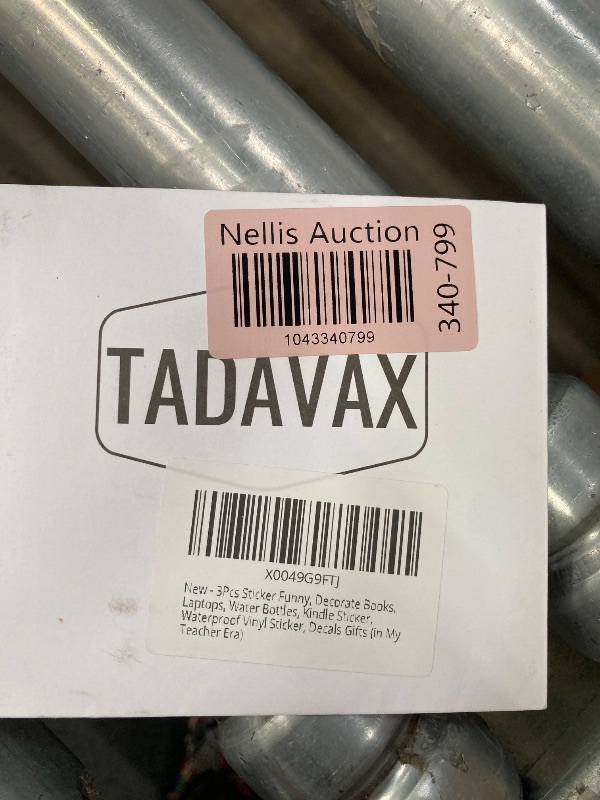 Nellis Auction
340-799
1043340799
TADAVAX
X0049G9FTJ
New - 3Pcs Sticker Funny, Decorate Books,
Laptops, Water Bottles, Kindle Sticker,
Waterproof Vinyl Sticker, Decals Gifts (in My
Teacher Era)